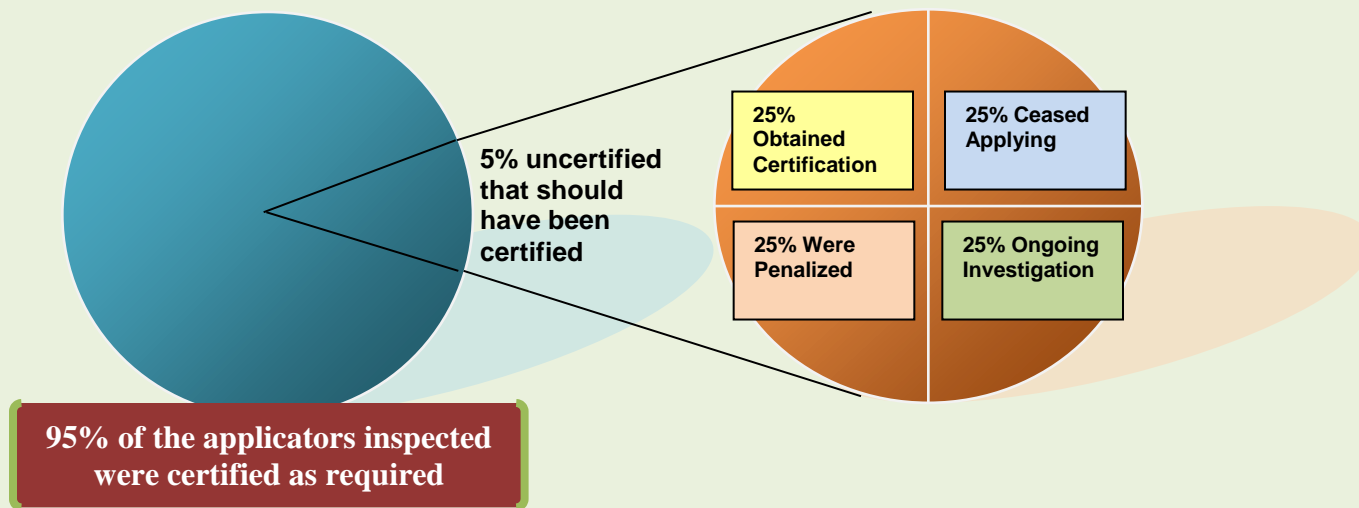 5% uncertified
that should
have been
certified
25%
Obtained
Certification
25% Ceased
Applying
25% Were
Penalized
25% Ongoing
Investigation
95% of the applicators inspected
were certified as required